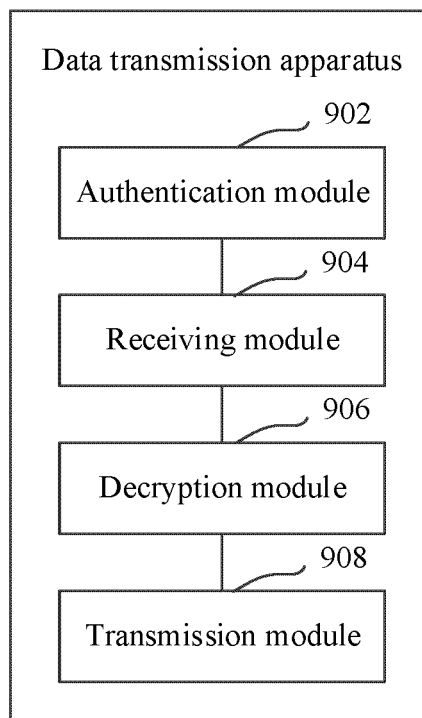 Data transmission apparatus
902
Authentication module
904
Receiving module
906
Decryption module
908
Transmission module